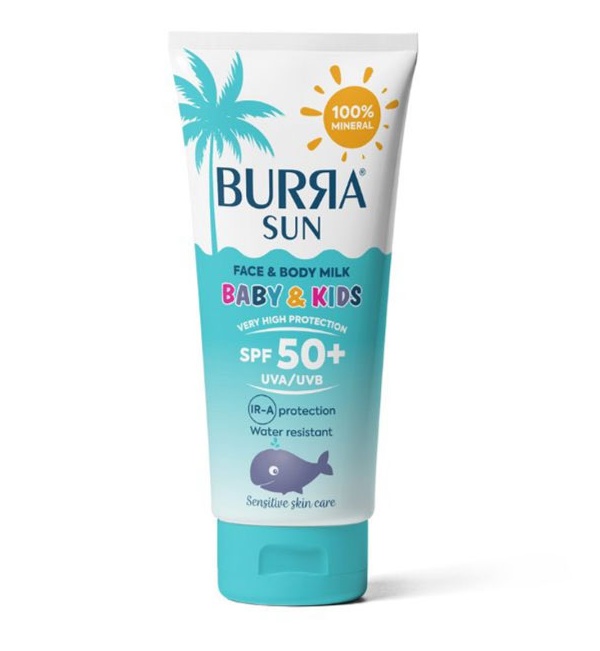 100%
MINERAL
BURЯA®
SUN
FACE & BODY MILK
BABY & KIDS
VERY HIGH PROTECTION
SPF 50+
UVA/UVB
IR-A protection
Water resistant
Sensitive skin care